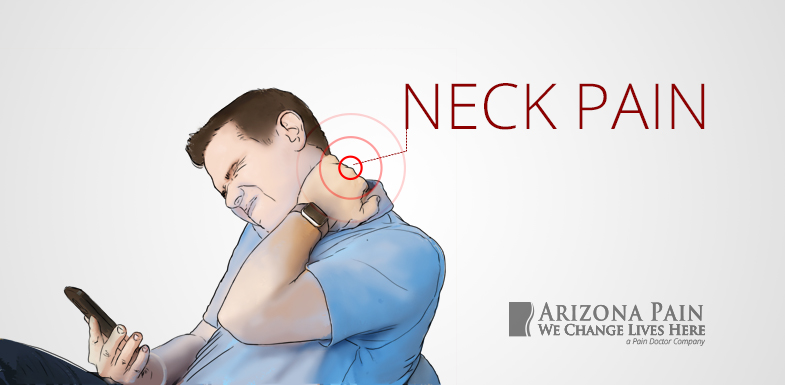 NECK PAIN
ARIZONA PAIN
WE CHANGE LIVES HERE
a Pain Doctor Company